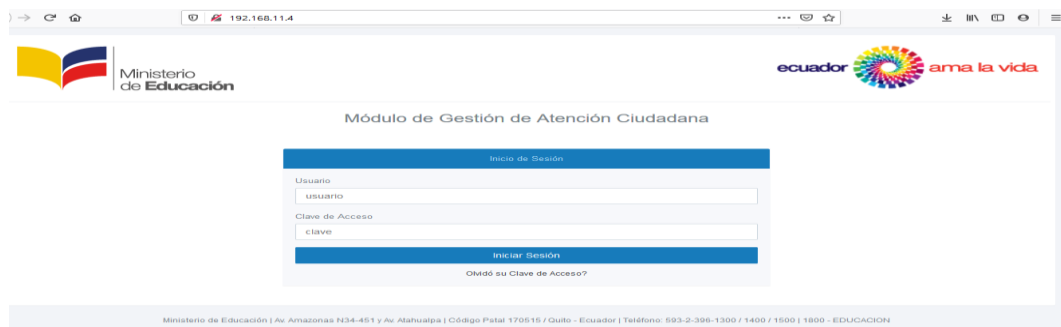 192.168.11.4
Ministerio
de Educación
ecuador ama la vida
Módulo de Gestión de Atención Ciudadana
Inicio de Sesión
Usuario
usuario
Clave de Acceso
clave
Iniciar Sesión
Olvidó su Clave de Acceso?
Ministerio de Educación | Av. Amazonas N34-451 y Av. Atahualpa | Código Pstal 170515 / Quito - Ecuador | Teléfono: 593-2-396-1300 / 1400 / 1500 | 1800 - EDUCACION